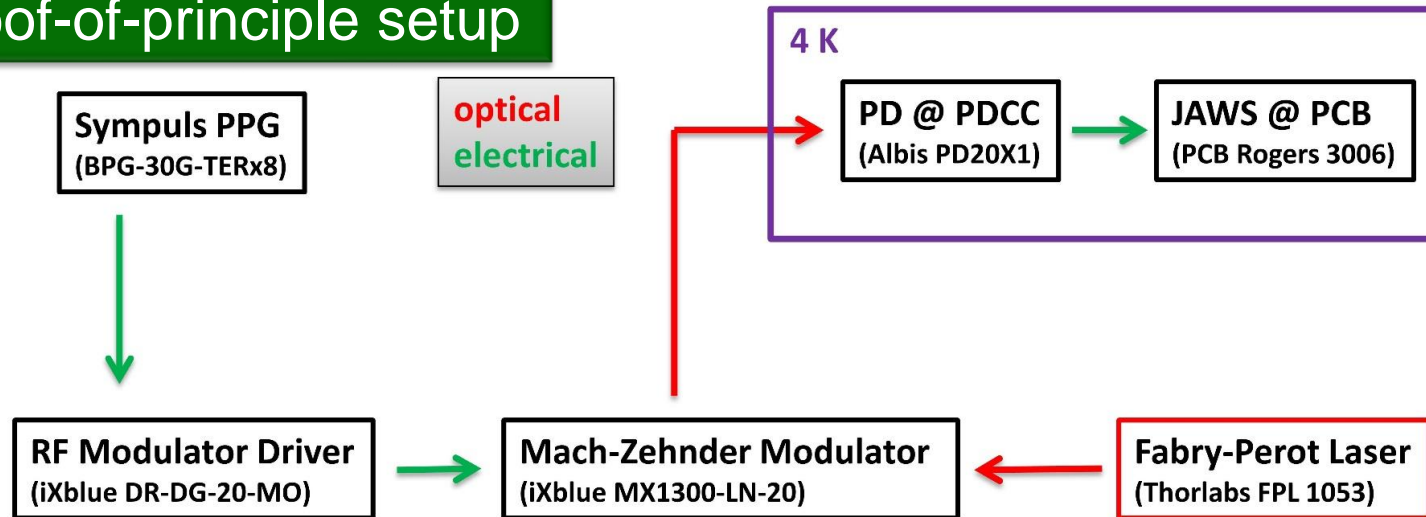 oof-of-principle setup
4 K
Sympuls PPG
(BPG-30G-TERx8)
optical
electrical
PD @ PDCC
(Albis PD20X1)
JAWS @ PCB
(PCB Rogers 3006)
RF Modulator Driver
(iXblue DR-DG-20-MO)
Mach-Zehnder Modulator
(iXblue MX1300-LN-20)
Fabry-Perot Laser
(Thorlabs FPL 1053)